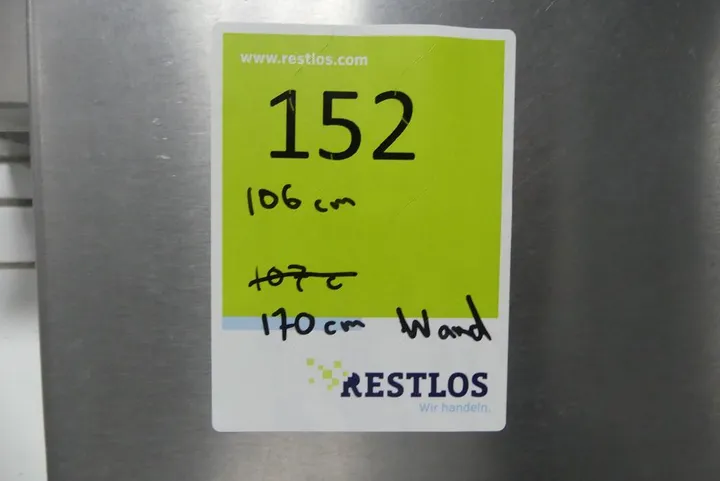 www.restlos.com
152
106 cm
107 c
170 cm Wand
RESTLOS
Wir handeln.